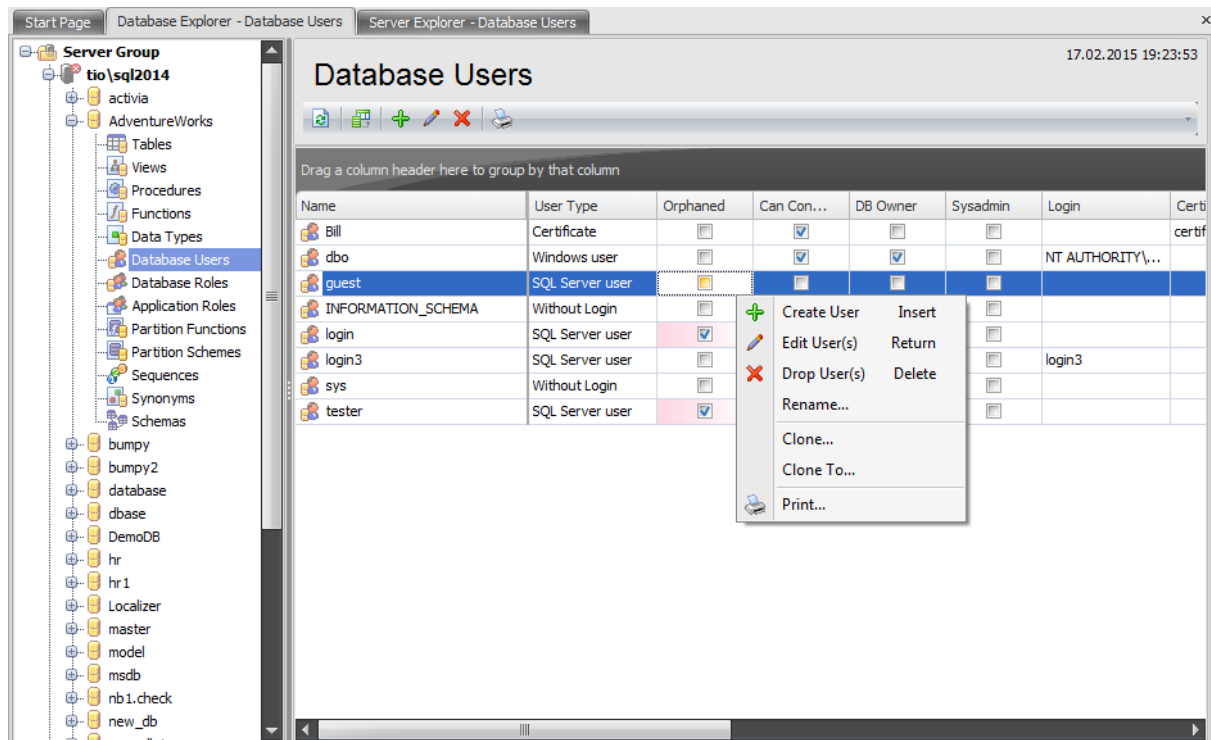 Start Page Database Explorer - Database Users Server Explorer - Database Users
Server Group
tio\sql2014
activia
AdventureWorks
Tables
Views
Procedures
Functions
Data Types
Database Users
Database Roles
Application Roles
Partition Functions
Partition Schemes
Sequences
Synonyms
Schemas
bumpy
bumpy2
database
dbase
DemoDB
hr
hr1
Localizer
master
model
msdb
nb1.check
new_db
17.02.2015 19:23:53
Database Users
Drag a column header here to group by that column
Name User Type Orphaned Can Con... DB Owner Sysadmin Login Certi
Bill Certificate certif
dbo Windows user NT AUTHORITY\...
guest SQL Server user
INFORMATION_SCHEMA Without Login
login SQL Server user
login3 SQL Server user login3
sys Without Login
tester SQL Server user
Create User Insert
Edit User(s) Return
Drop User(s) Delete
Rename...
Clone...
Clone To...
Print...